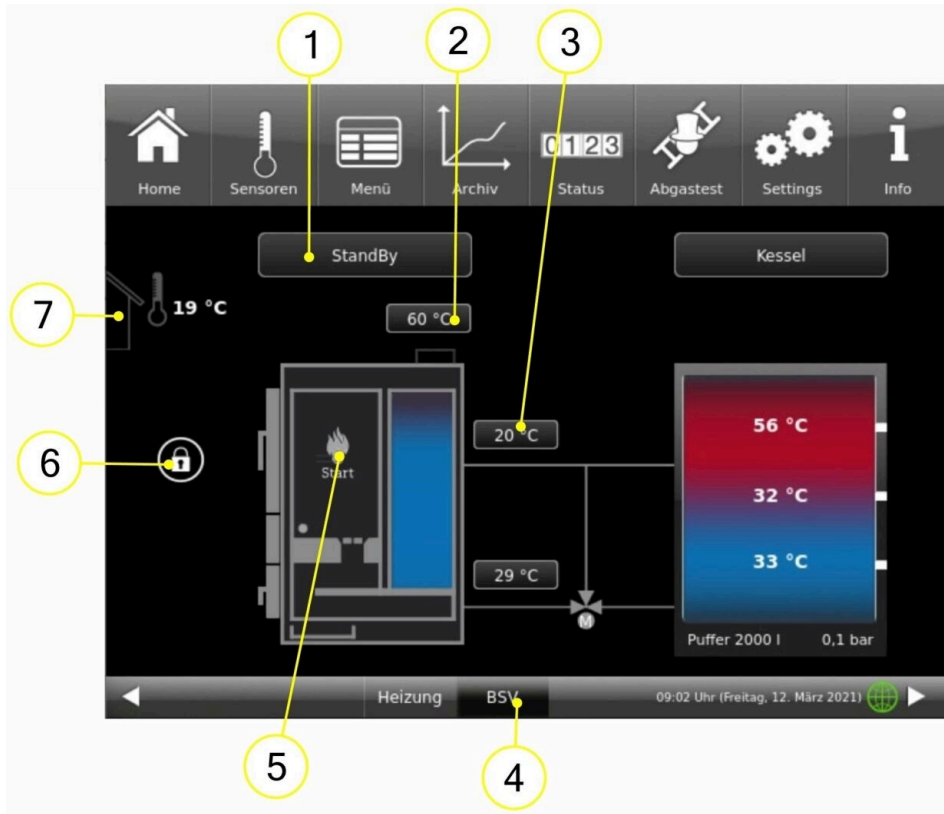 1
2
3
0123
Home
Sensoren
Menü
Archiv
Status
Abgastest
Settings
Info
StandBy
Kessel
7
19 °C
60 °C
56 °C
20 °C
6
Start
32 °C
33 °C
29 °C
M
Puffer 2000 l
0,1 bar
Heizung
BSV
09:02 Uhr (Freitag, 12. März 2021)
5
4